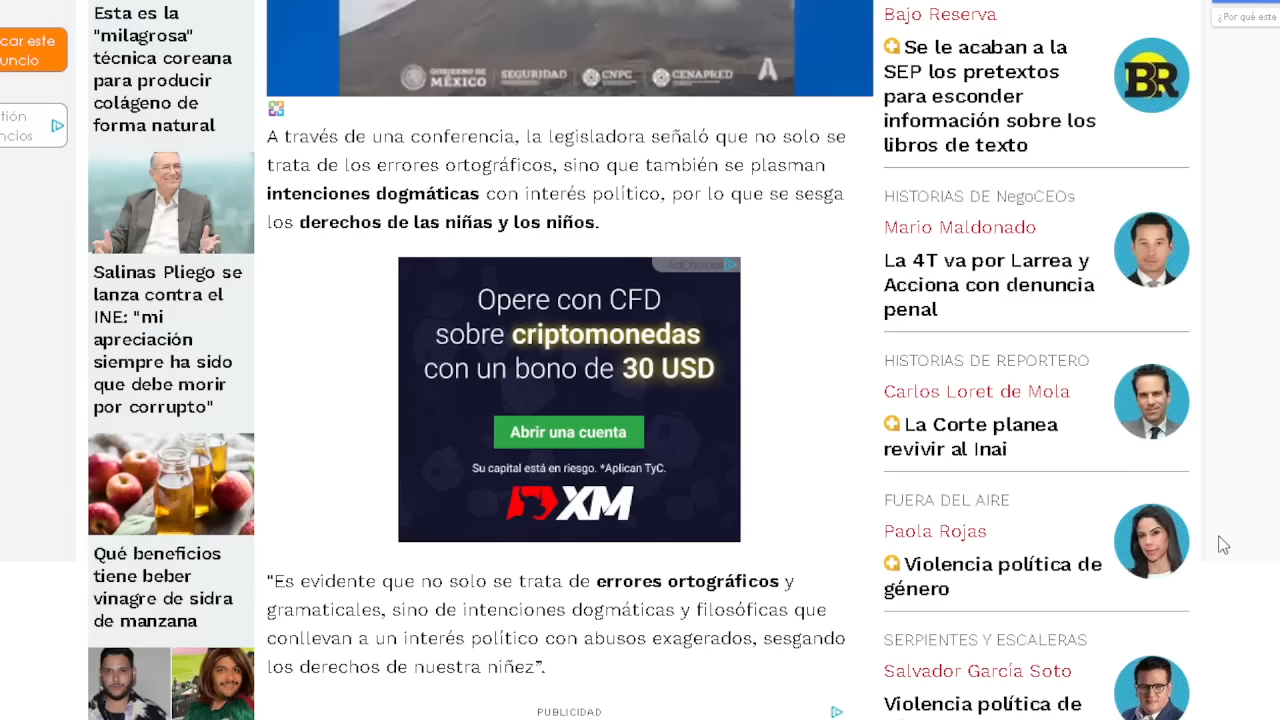 car este
uncio
tión
ncios
Esta es la
"milagrosa"
técnica coreana
para producir
colágeno de
forma natural
Salinas Pliego se
lanza contra el
INE: "mi
apreciación
siempre ha sido
que debe morir
por corrupto"
Qué beneficios
tiene beber
vinagre de sidra
de manzana
GOBIERNO DE
MÉXICO
SEGURIDAD
CNPC
CENAPRED
A través de una conferencia, la legisladora señaló que no solo se
trata de los errores ortográficos, sino que también se plasman
intenciones dogmáticas con interés político, por lo que se sesga
los derechos de las niñas y los niños.
AdChoices
Opere con CFD
sobre criptomonedas
con un bono de 30 USD
Abrir una cuenta
Su capital está en riesgo. *Aplican TyC.
XM
"Es evidente que no solo se trata de errores ortográficos y
gramaticales, sino de intenciones dogmáticas y filosóficas que
conllevan a un interés político con abusos exagerados, sesgando
los derechos de nuestra niñez”.
PUBLICIDAD
Bajo Reserva
Se le acaban a la
SEP los pretextos
para esconder
información sobre los
libros de texto
BR
HISTORIAS DE NegoCEOs
Mario Maldonado
La 4T va por Larrea y
Acciona con denuncia
penal
HISTORIAS DE REPORTERO
Carlos Loret de Mola
La Corte planea
revivir al Inai
FUERA DEL AIRE
Paola Rojas
Violencia política de
género
SERPIENTES Y ESCALERAS
Salvador García Soto
Violencia política de
¿Por qué este